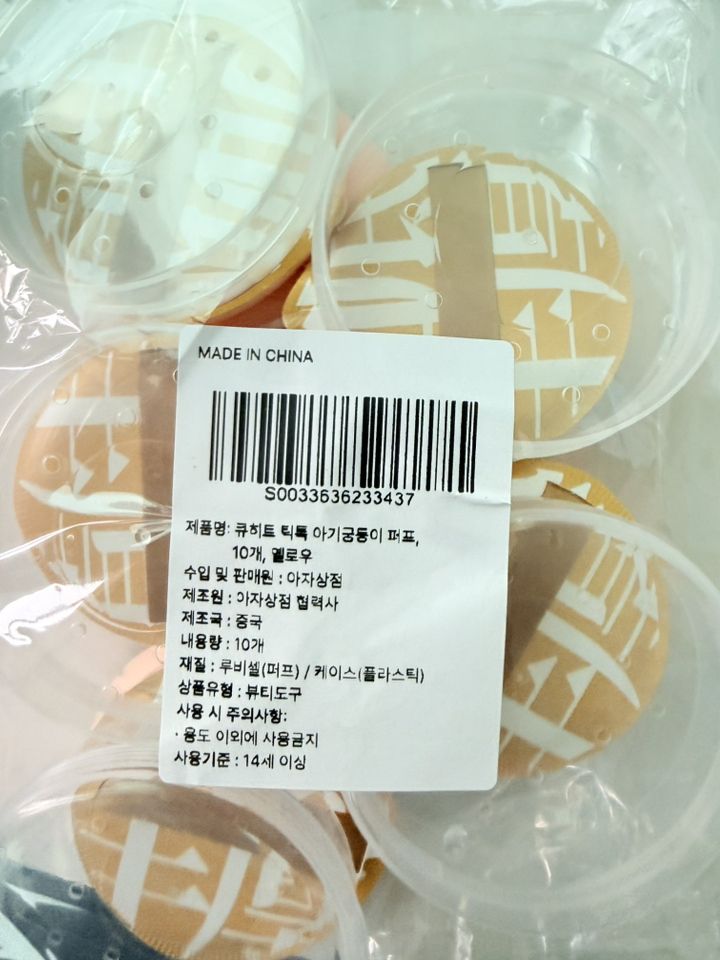 MADE IN CHINA
S0033636233437
제품명: 큐히트 틱톡 아기궁둥이 퍼프,
10개, 옐로우
수입 및 판매원 : 아자상점
제조원 : 아자상점 협력사
제조국 : 중국
내용량 : 10개
재질 : 루비셀(퍼프) / 케이스(플라스틱)
상품유형 : 뷰티도구
사용 시 주의사항:
· 용도 이외에 사용금지
사용기준 : 14세 이상